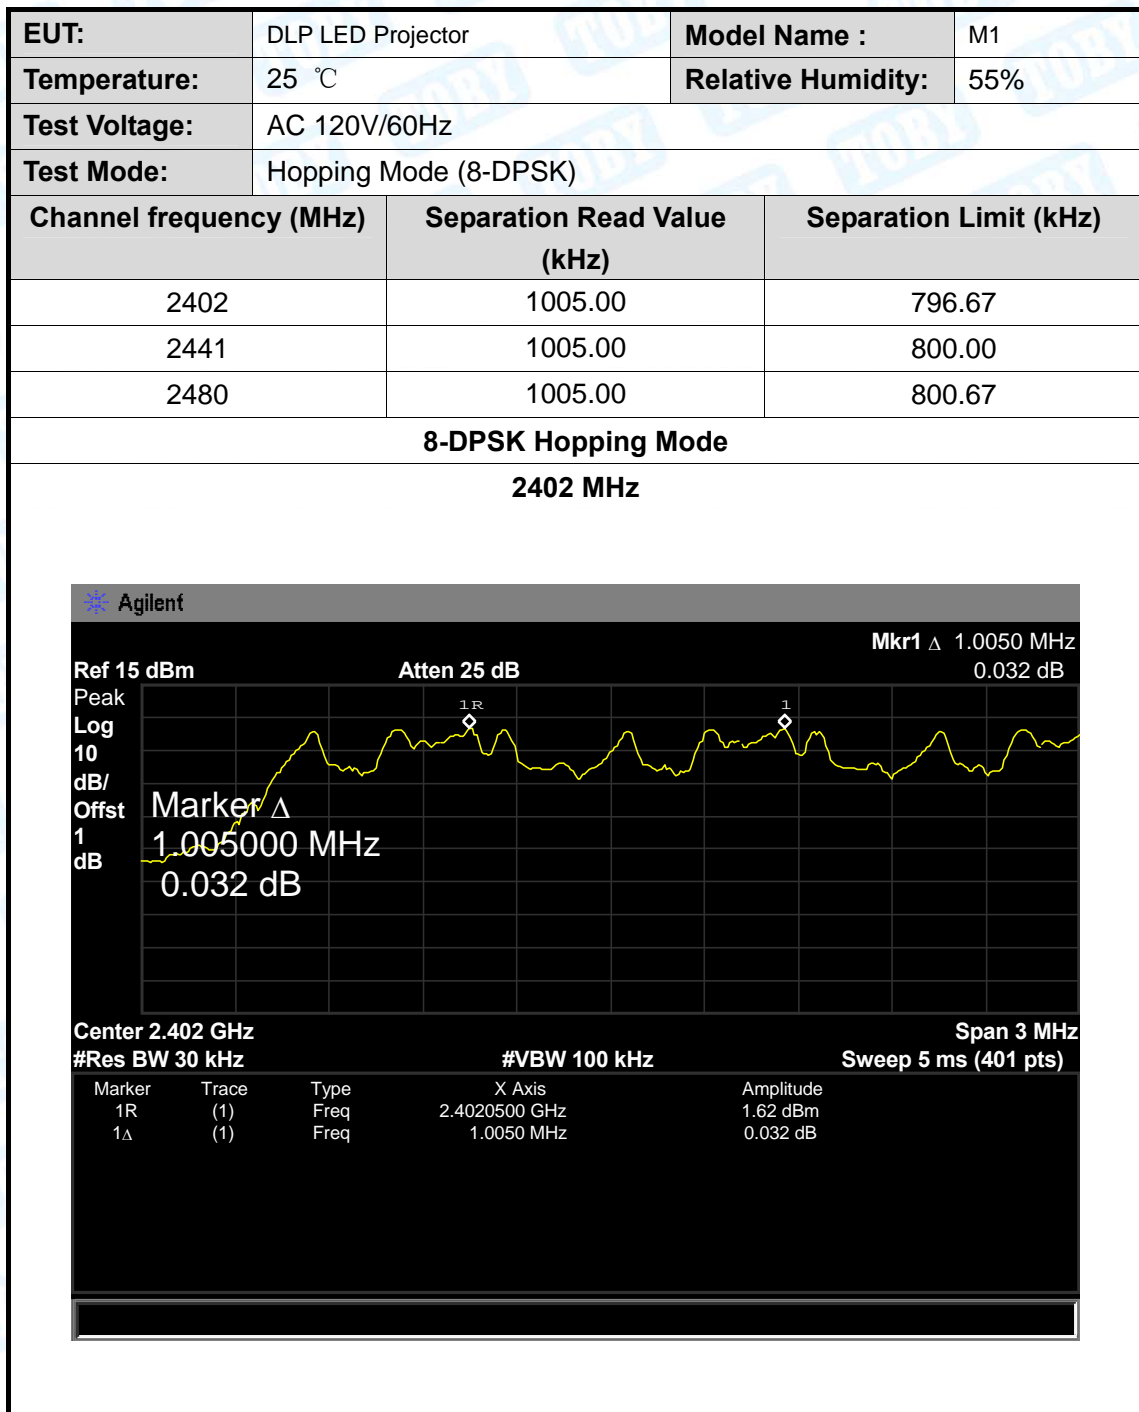 EUT: DLP LED Projector Model Name : M1
Temperature: 25 ℃ Relative Humidity: 55%
Test Voltage: AC 120V/60Hz
Test Mode: Hopping Mode (8-DPSK)
Channel frequency (MHz) Separation Read Value (kHz) Separation Limit (kHz)
2402 1005.00 796.67
2441 1005.00 800.00
2480 1005.00 800.67
8-DPSK Hopping Mode
2402 MHz
Agilent
Mkr1 Δ 1.0050 MHz
Ref 15 dBm Atten 25 dB 0.032 dB
Peak
Log
10
dB/
Offst
1
dB
1R 1
Marker Δ
1.005000 MHz
0.032 dB
Center 2.402 GHz Span 3 MHz
#Res BW 30 kHz #VBW 100 kHz Sweep 5 ms (401 pts)
Marker Trace Type X Axis Amplitude
1R (1) Freq 2.4020500 GHz 1.62 dBm
1Δ (1) Freq 1.0050 MHz 0.032 dB
TOBY